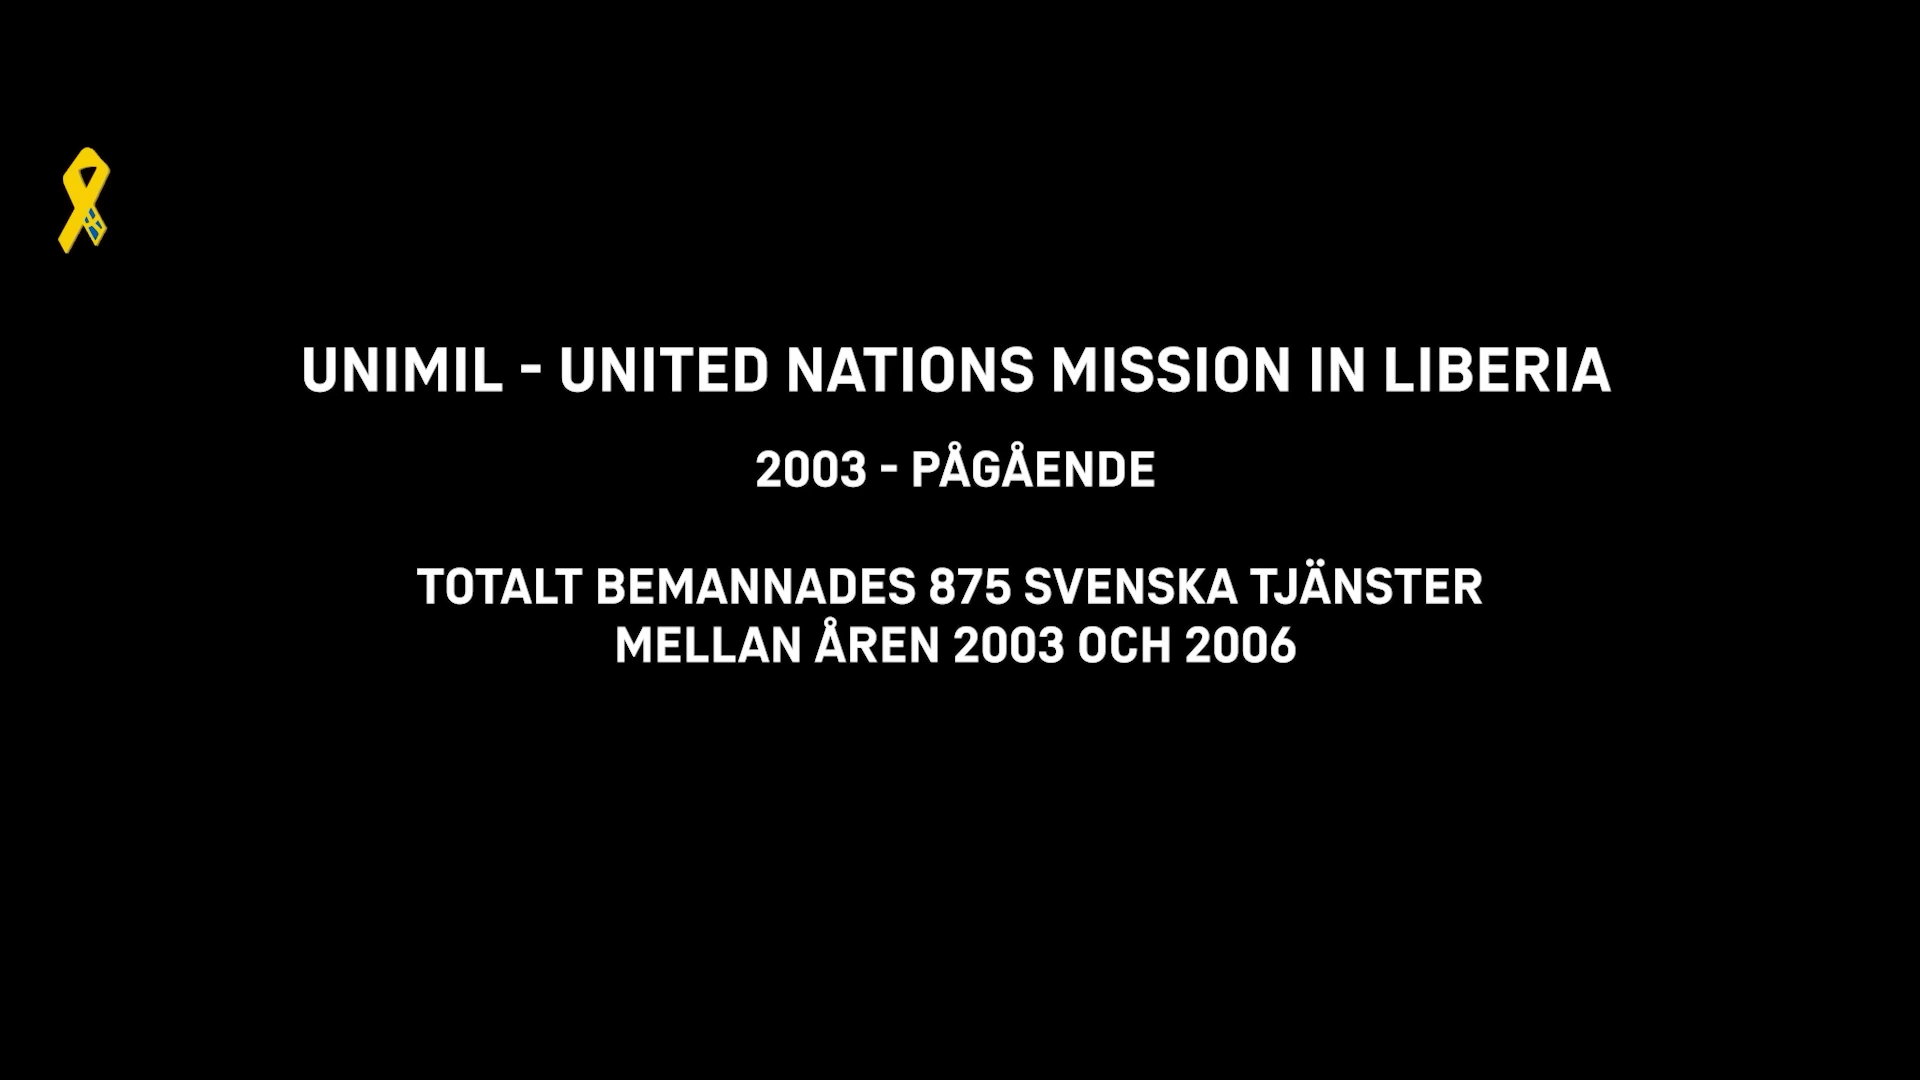 UNIMIL - UNITED NATIONS MISSION IN LIBERIA
2003 - PÅGÅENDE
TOTALT BEMANNADES 875 SVENSKA TJÄNSTER
MELLAN ÅREN 2003 OCH 2006